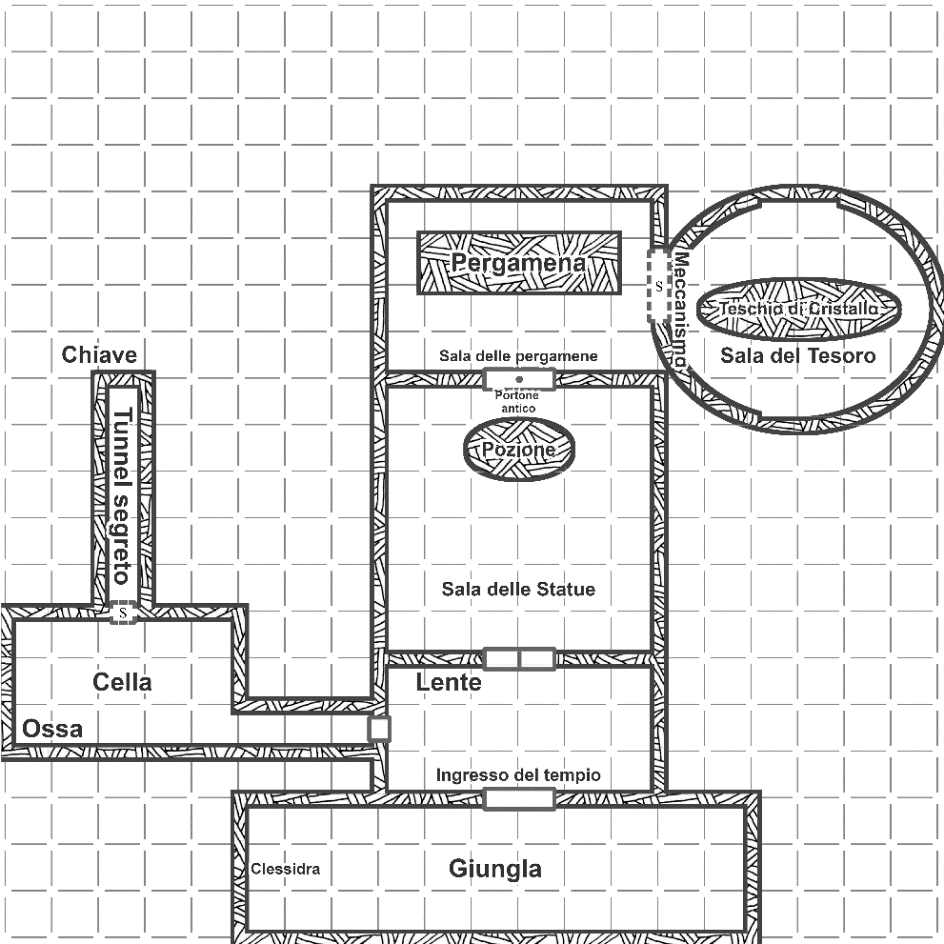 Pergamena
S
Meccanismo
Teschio di Cristallo
Sala del Tesoro
Sala delle pergamene
Chiave
Portone
antico
Tunnel segreto
Pozione
Sala delle Statue
S
Cella
Lente
Ossa
Ingresso del tempio
Clessidra
Giungla